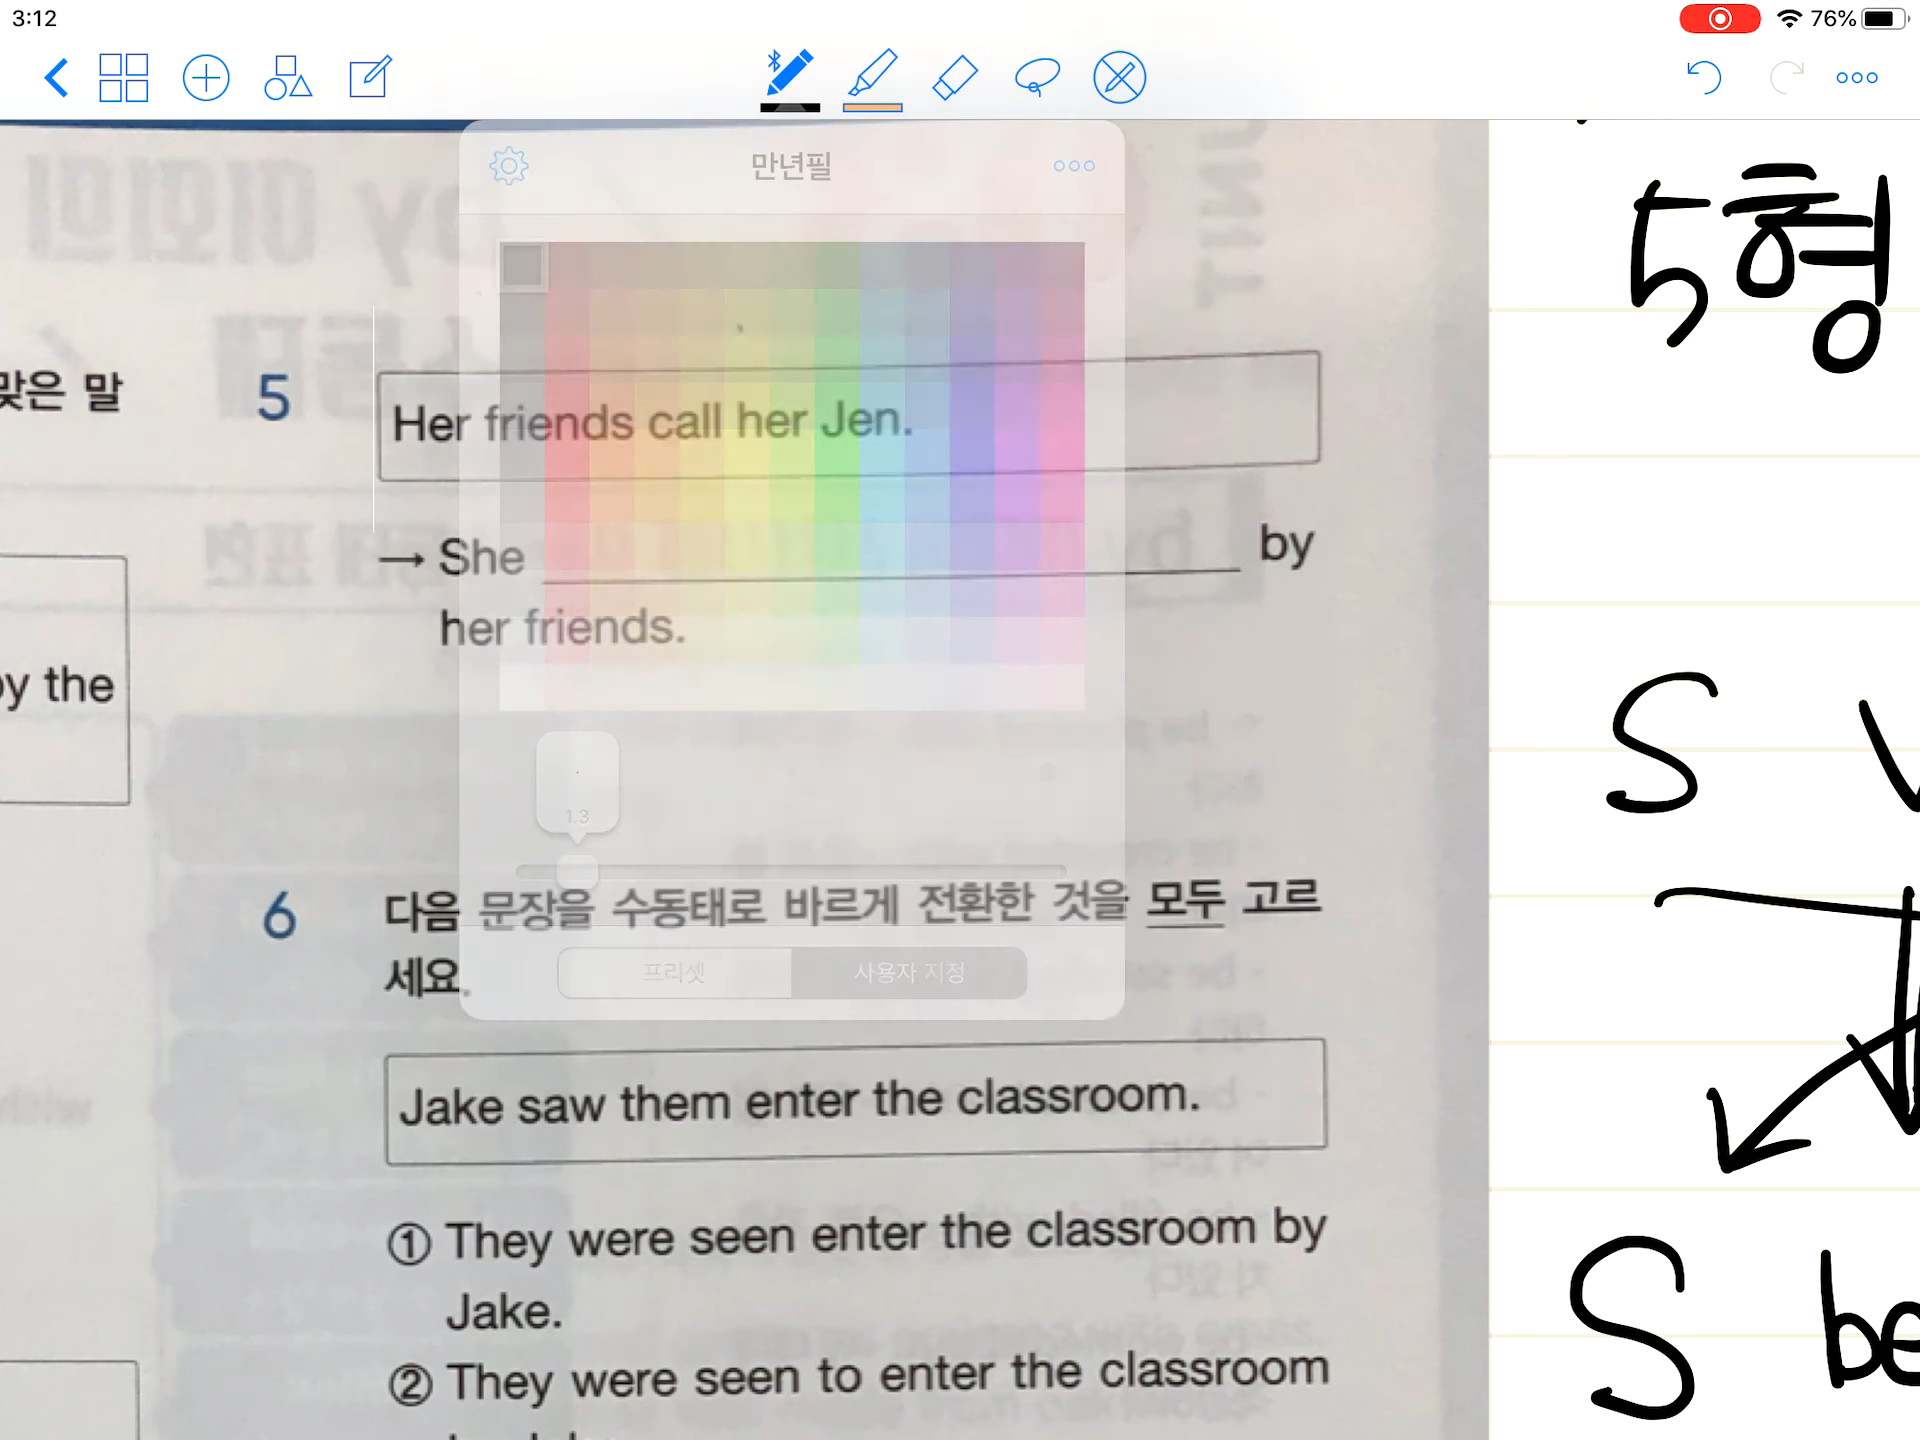 3:12
76%
만년필
5형
맞은 말
5
Her friends call her Jen.
→ She ____ by
her friends.
by the
1.3
S
6
다음 문장을 수동태로 바르게 전환한 것을 모두 고르
세요.
프리셋
사용자 지정
Jake saw them enter the classroom.
① They were seen enter the classroom by
Jake.
S be
② They were seen to enter the classroom